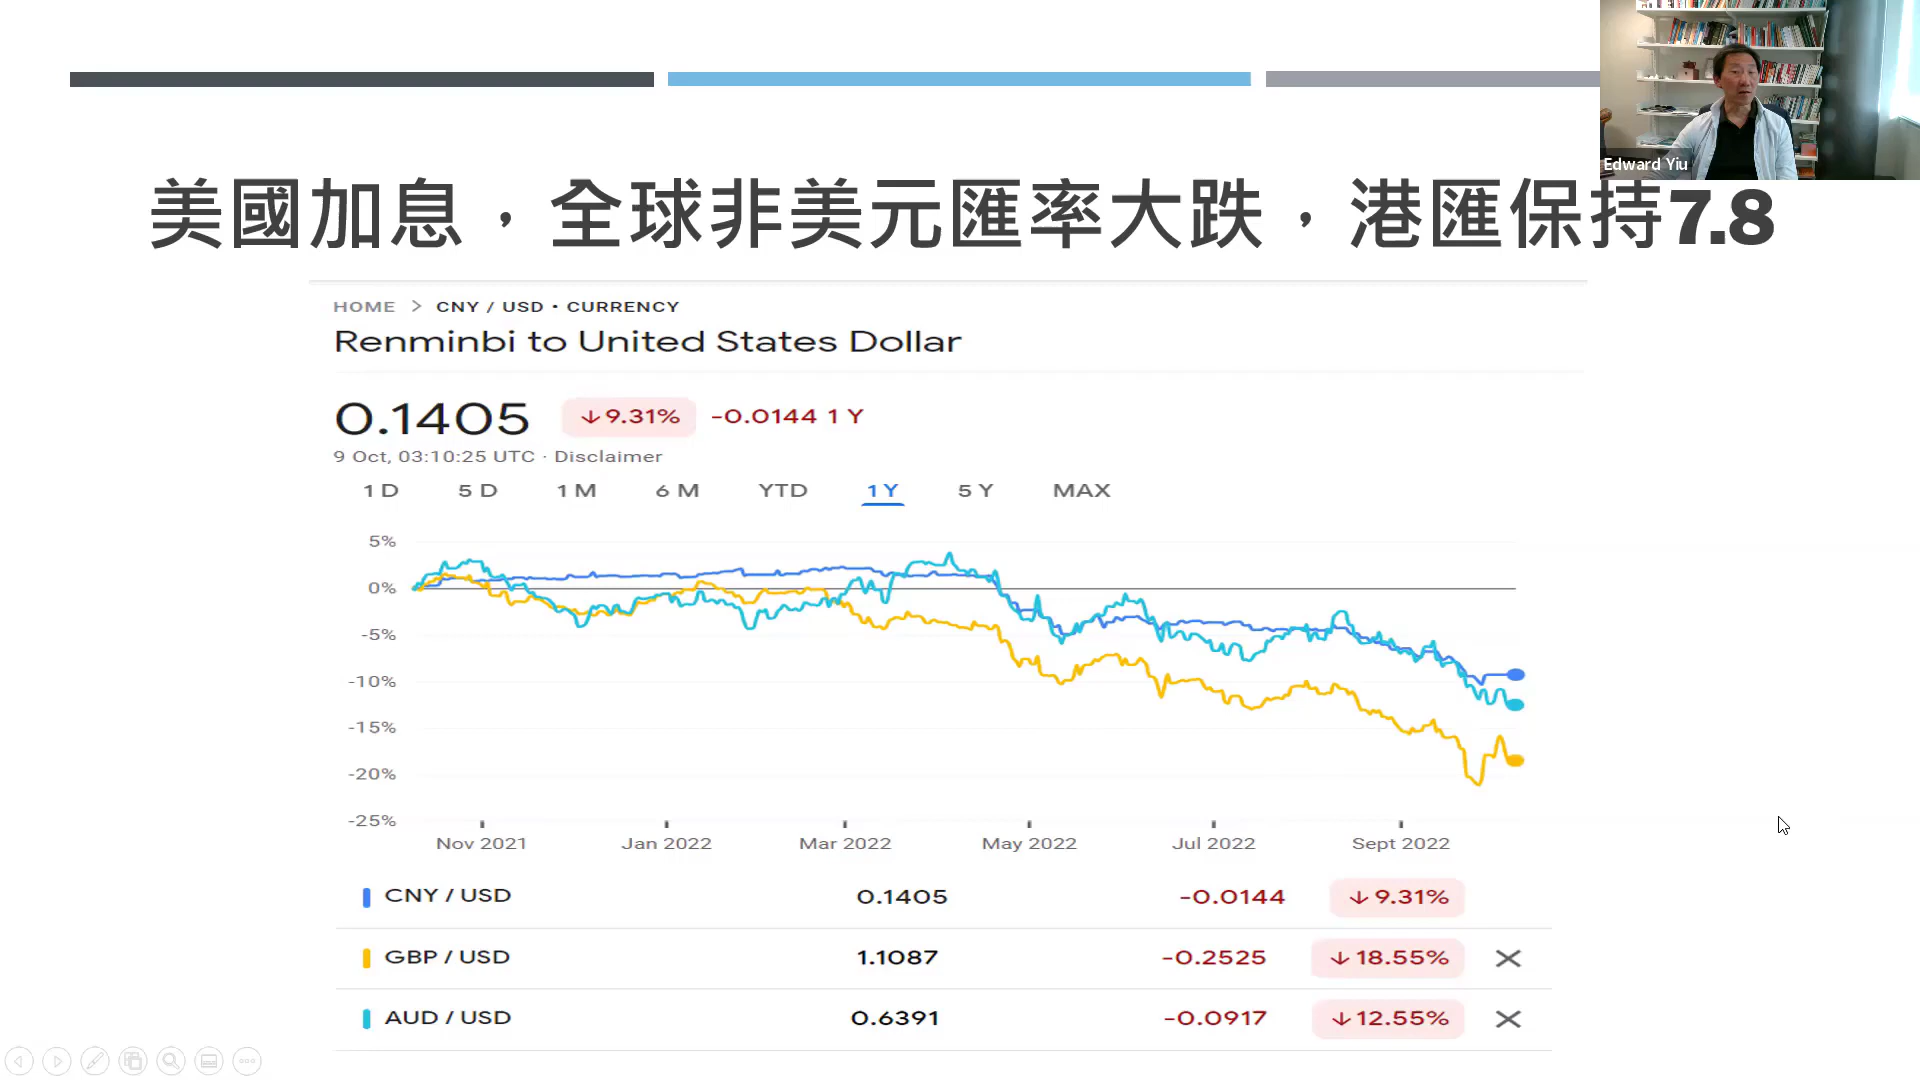 Edward Yiu
美國加息，全球非美元匯率大跌，港匯保持7.8
HOME > CNY / USD • CURRENCY
Renminbi to United States Dollar
0.1405 ↓9.31% -0.0144 1 Y
9 Oct, 03:10:25 UTC · Disclaimer
1 D 5 D 1 M 6 M YTD 1 Y 5 Y MAX
5%
0%
-5%
-10%
-15%
-20%
-25%
Nov 2021 Jan 2022 Mar 2022 May 2022 Jul 2022 Sept 2022
CNY / USD 0.1405 -0.0144 ↓9.31%
GBP / USD 1.1087 -0.2525 ↓18.55%
AUD / USD 0.6391 -0.0917 ↓12.55%